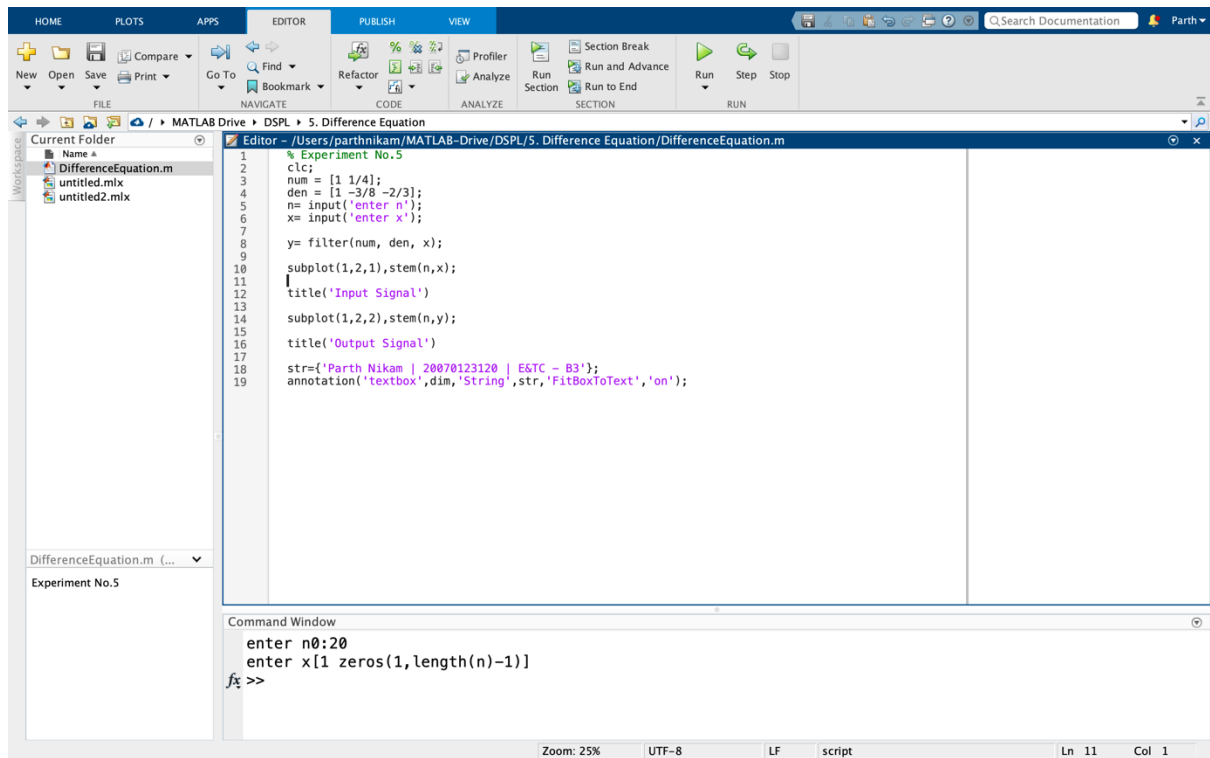 HOME PLOTS APPS EDITOR PUBLISH VIEW Search Documentation Parth
New Open Save Compare Print
Go To Find Bookmark
Refactor
Profiler Analyze
Run Section
Section Break
Run and Advance
Run to End
Run Step Stop
FILE NAVIGATE CODE ANALYZE SECTION RUN
/ MATLAB Drive DSPL 5. Difference Equation
Workspace
Current Folder
Name
DifferenceEquation.m
untitled.mlx
untitled2.mlx
DifferenceEquation.m (...
Experiment No.5
Editor – /Users/parthnikam/MATLAB-Drive/DSPL/5. Difference Equation/DifferenceEquation.m
1 % Experiment No.5
2 clc;
3 num = [1 1/4];
4 den = [1 -3/8 -2/3];
5 n= input('enter n');
6 x= input('enter x');
7
8 y= filter(num, den, x);
9
10 subplot(1,2,1),stem(n,x);
11
12 title('Input Signal')
13
14 subplot(1,2,2),stem(n,y);
15
16 title('Output Signal')
17
18 str={'Parth Nikam | 20070123120 | E&TC - B3'};
19 annotation('textbox',dim,'String',str,'FitBoxToText','on');
Command Window
enter n0:20
enter x[1 zeros(1,length(n)-1)]
fx >>
Zoom: 25% UTF-8 LF script Ln 11 Col 1